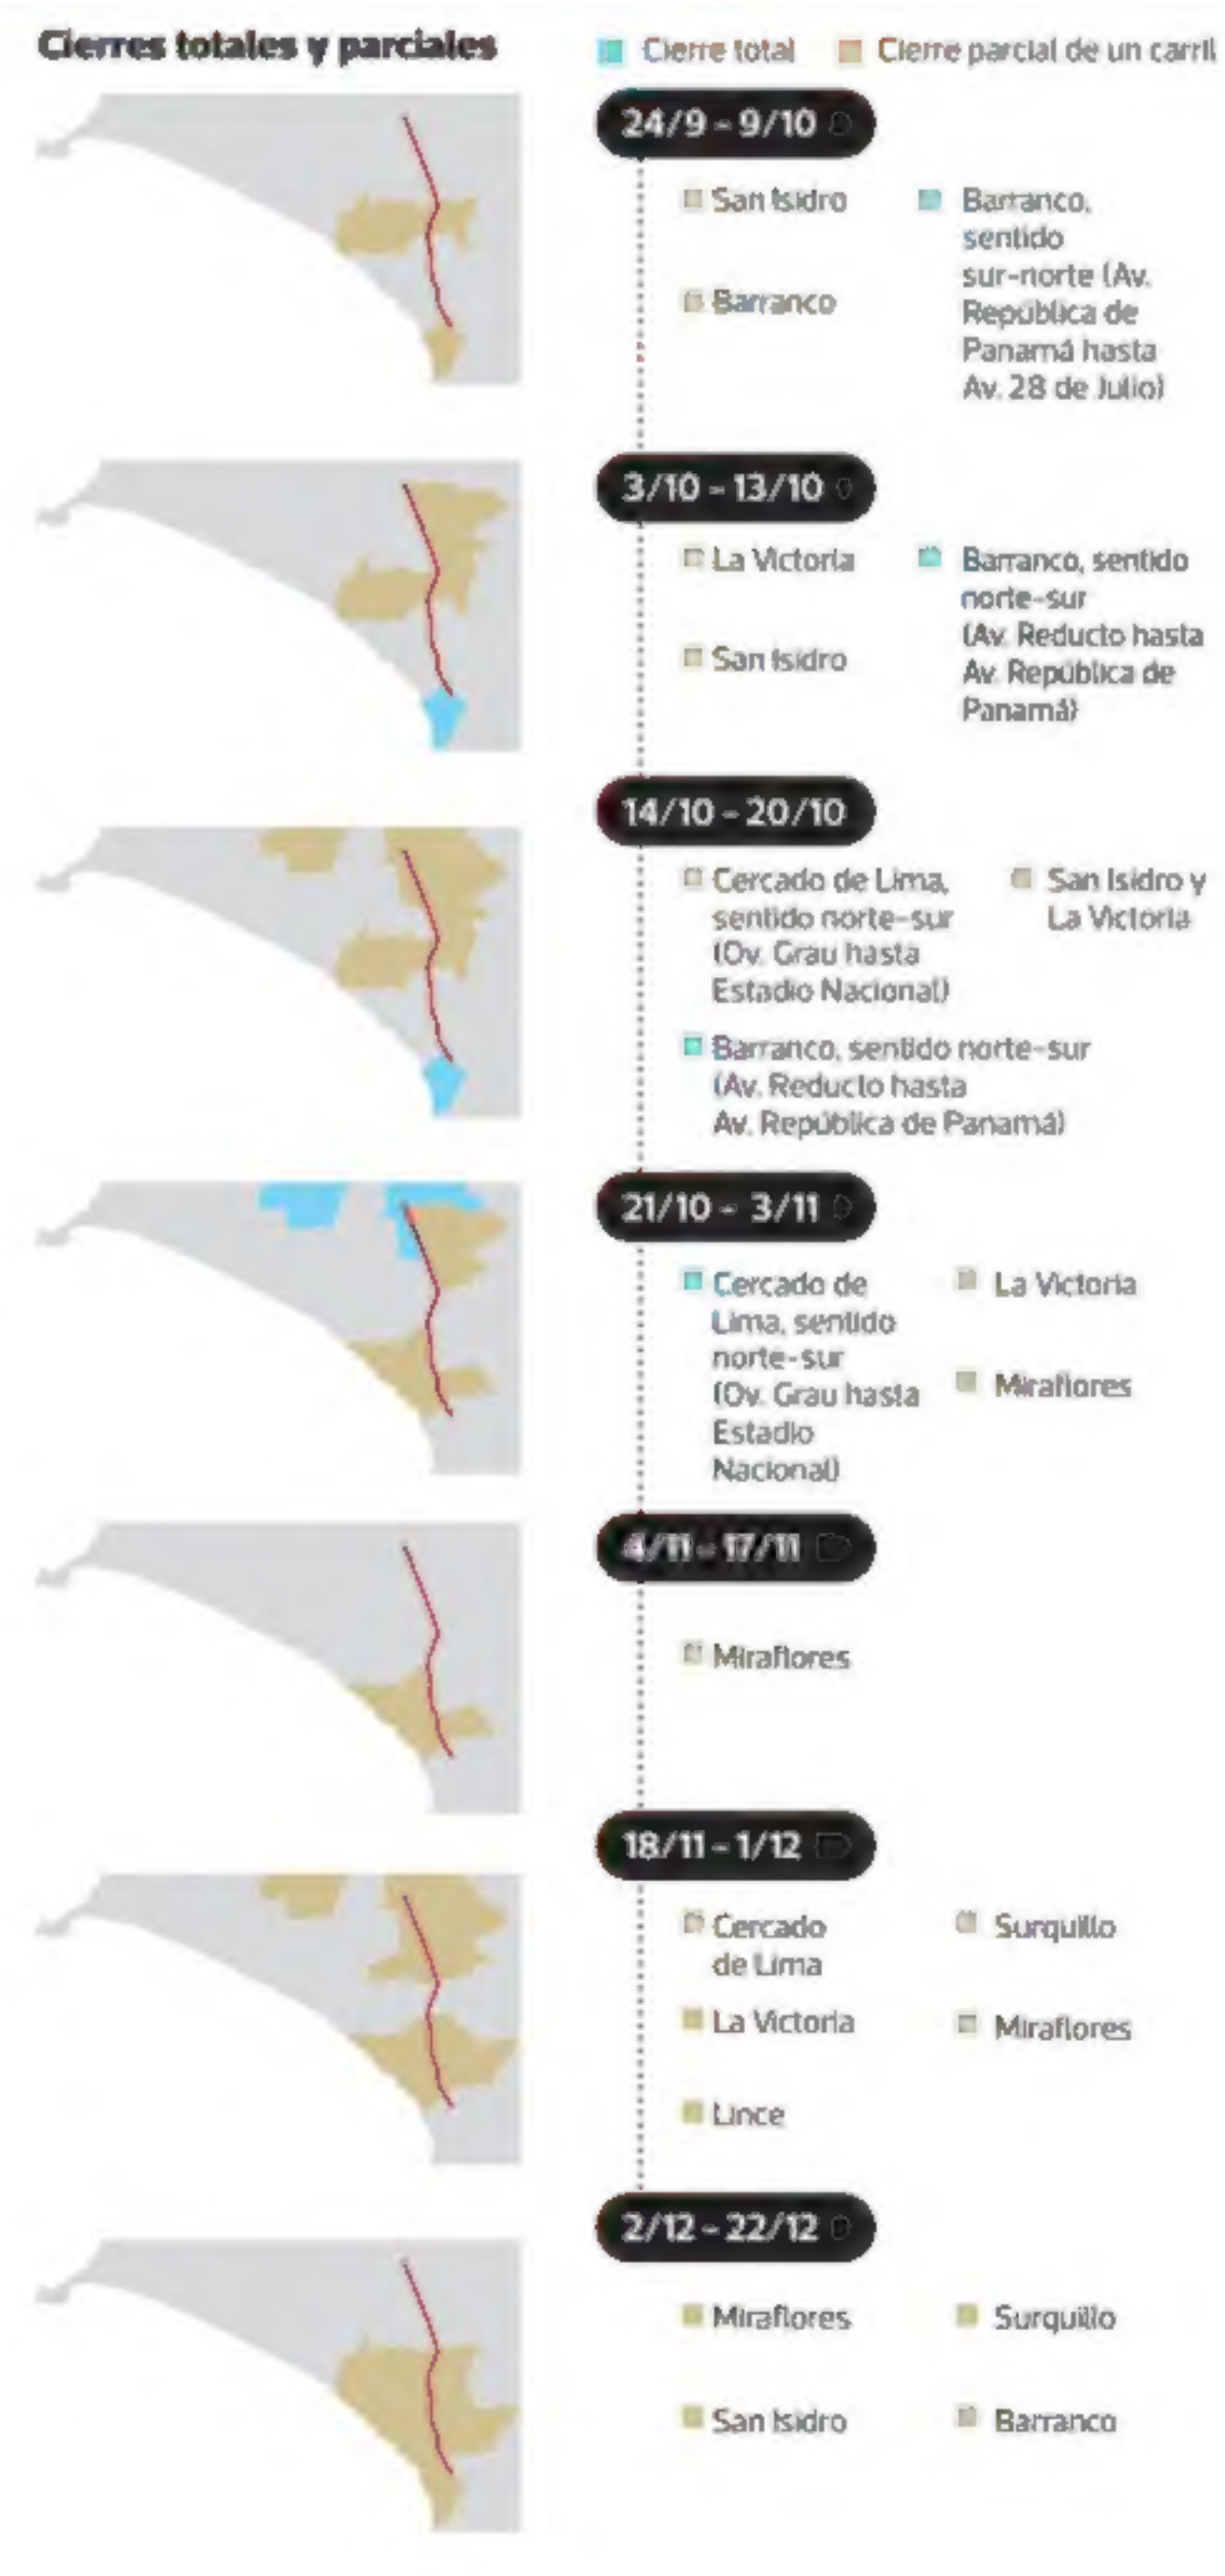 Cierres totales y parciales
Cierre total
Cierre parcial de un carril
24/9 - 9/10
San Isidro
Barranco
Barranco,
sentido
sur-norte (Av.
República de
Panamá hasta
Av. 28 de Julio)
3/10 - 13/10
La Victoria
San Isidro
Barranco, sentido
norte-sur
(Av. Reducto hasta
Av. República de
Panamá)
14/10 - 20/10
Cercado de Lima,
sentido norte-sur
(Ov. Grau hasta
Estadio Nacional)
San Isidro y
La Victoria
Barranco, sentido norte-sur
(Av. Reducto hasta
Av. República de Panamá)
21/10 - 3/11
Cercado de
Lima, sentido
norte-sur
(Ov. Grau hasta
Estadio
Nacional)
La Victoria
Miraflores
4/11 - 17/11
Miraflores
18/11 - 1/12
Cercado
de Lima
La Victoria
Lince
Surquillo
Miraflores
2/12 - 22/12
Miraflores
San Isidro
Surquillo
Barranco